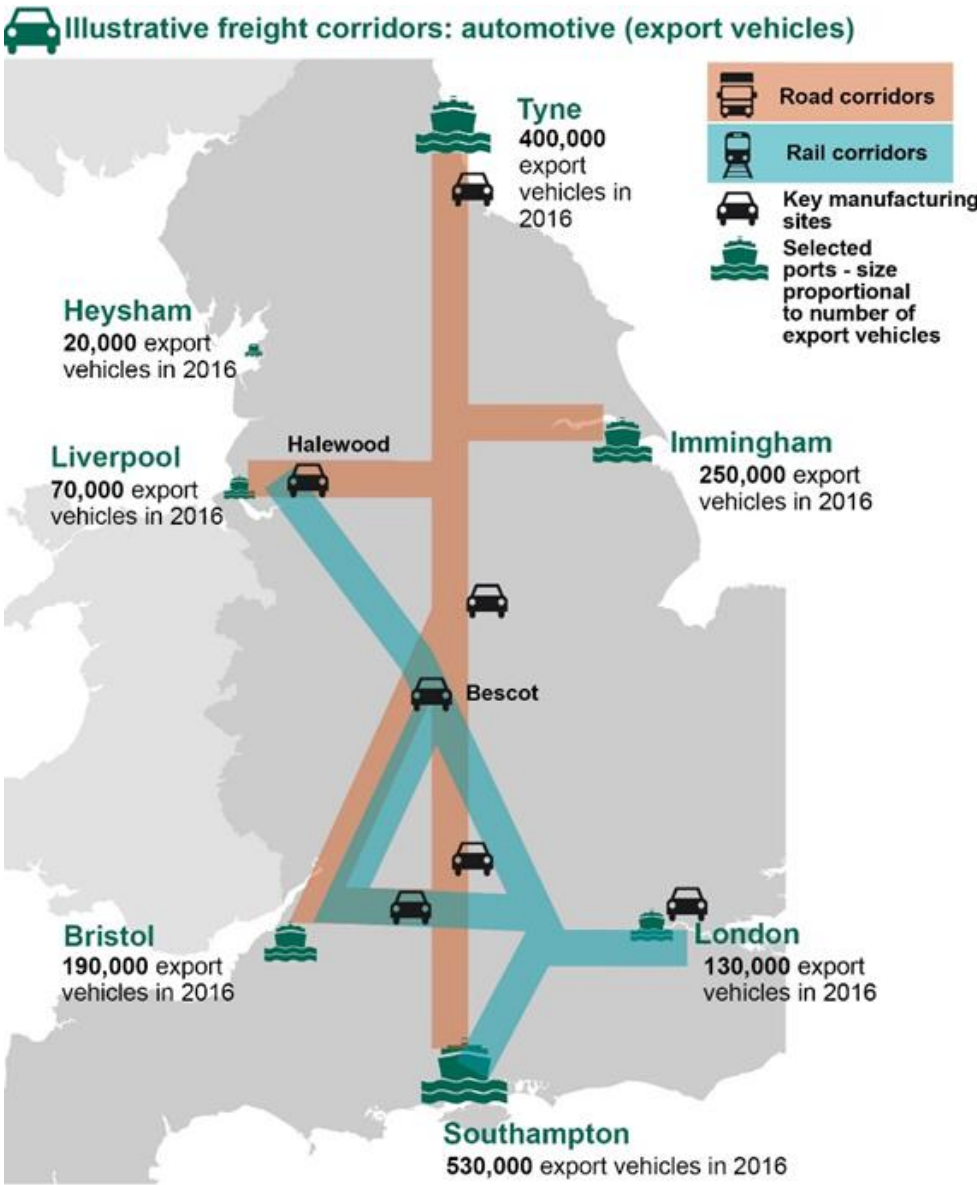 Illustrative freight corridors: automotive (export vehicles)
Road corridors
Rail corridors
Key manufacturing
sites
Selected
ports - size
proportional
to number of
export vehicles
Tyne
400,000
export
vehicles in
2016
Heysham
20,000 export
vehicles in 2016
Halewood
Liverpool
70,000 export
vehicles in 2016
Immingham
250,000 export
vehicles in 2016
Bescot
Bristol
190,000 export
vehicles in 2016
London
130,000 export
vehicles in 2016
Southampton
530,000 export vehicles in 2016